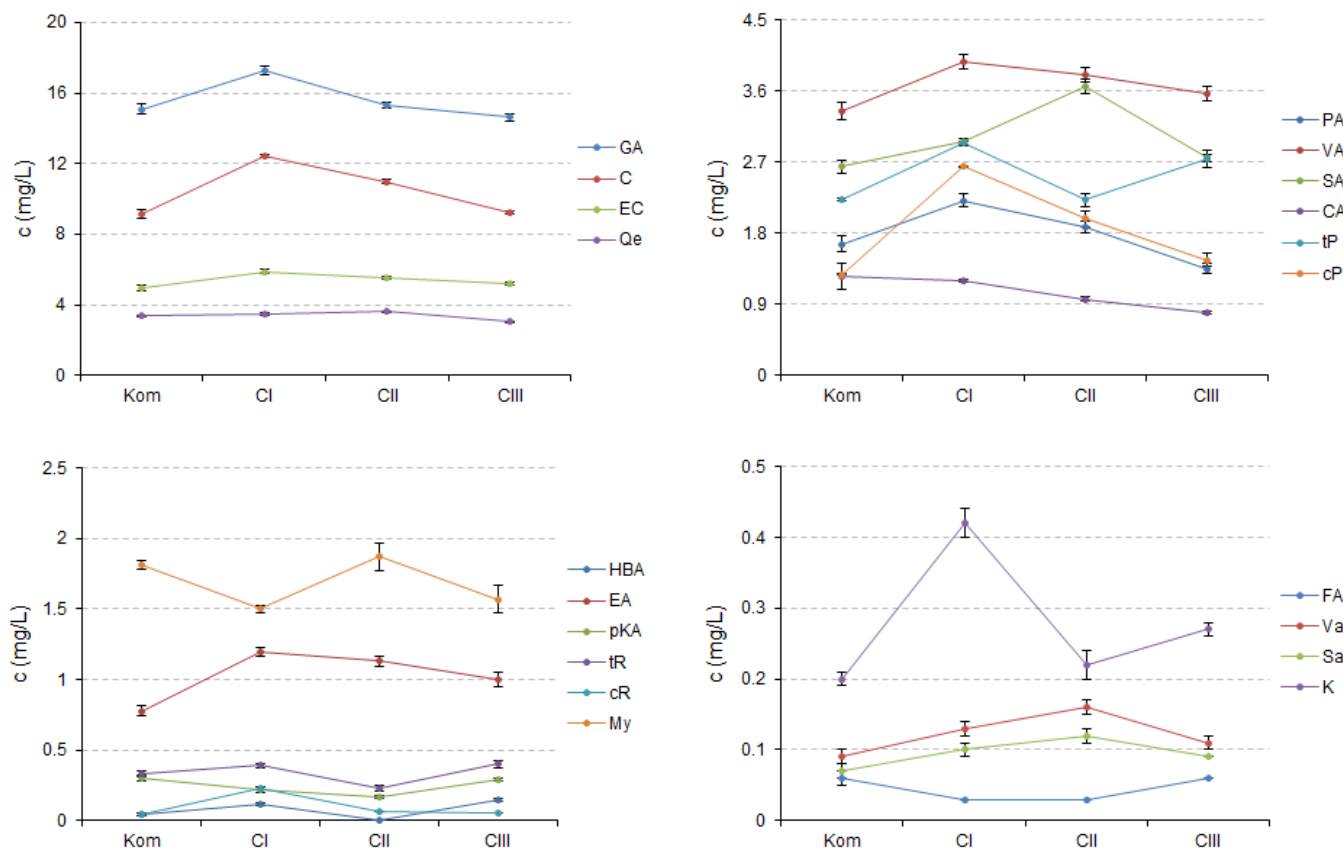 20
16
12
8
4
0
c (mg/L)
Kom CI CII CIII
GA
C
EC
Qe
4.5
3.6
2.7
1.8
0.9
0
c (mg/L)
Kom CI CII CIII
PA
VA
SA
CA
tP
cP
2.5
2
1.5
1
0.5
0
c (mg/L)
Kom CI CII CIII
HBA
EA
pKA
tR
cR
My
0.5
0.4
0.3
0.2
0.1
0
c (mg/L)
Kom CI CII CIII
FA
Va
Sa
K